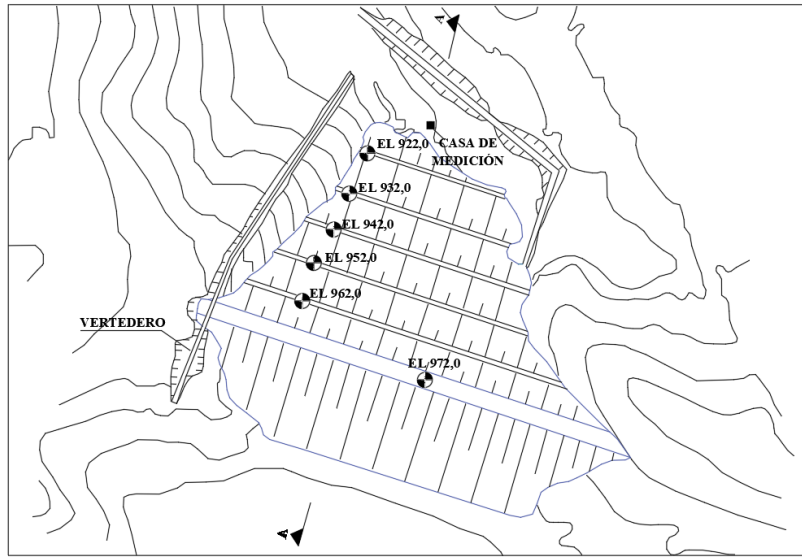 A
EL 922,0
CASA DE
MEDICIÓN
EL 932,0
EL 942,0
EL 952,0
EL 962,0
VERTEDERO
EL 972,0
A